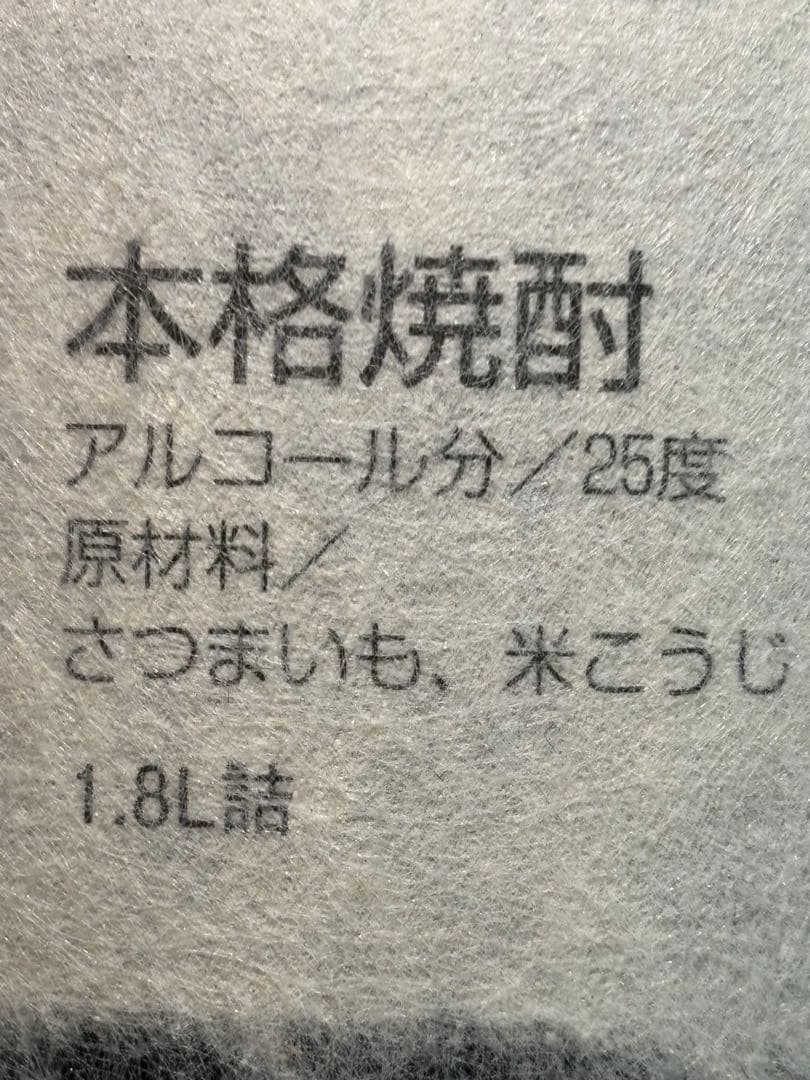 本格焼酎
アルコール分／25度
原材料／
さつまいも、米こうじ
1.8L詰